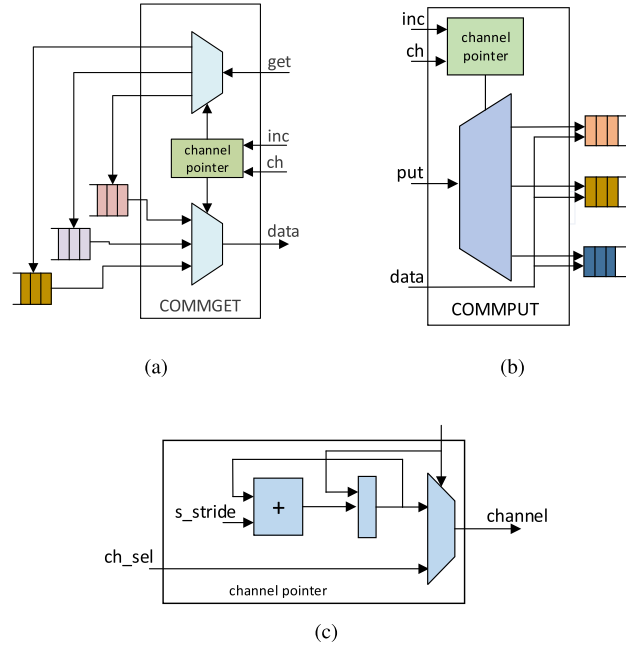 get
inc
channel
pointer
ch
data
COMMGET
(a)
inc
ch
channel
pointer
put
data
COMMPUT
(b)
s_stride
+
channel
ch_sel
channel pointer
(c)